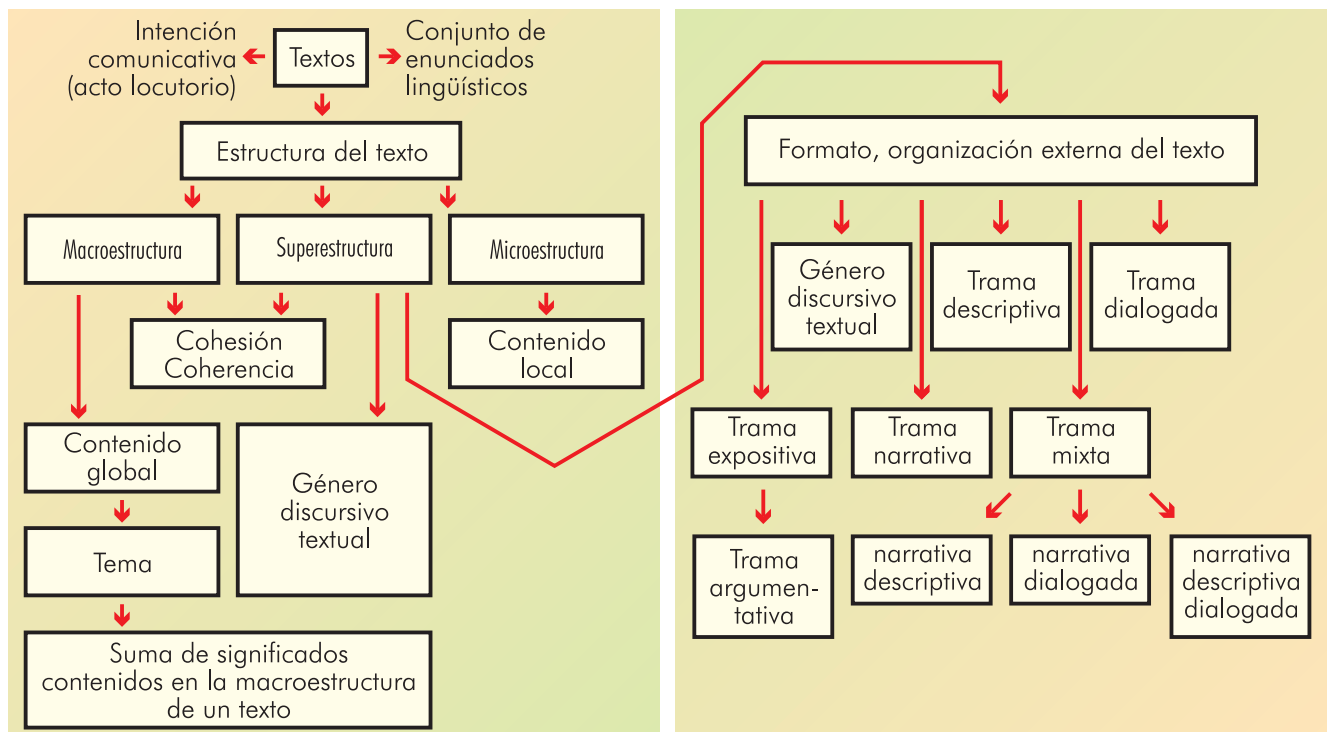 Intención
comunicativa
(acto locutorio)
Textos
Conjunto de
enunciados
lingüísticos
Estructura del texto
Macroestructura
Superestructura
Microestructura
Cohesión
Coherencia
Contenido
local
Contenido
global
Género
discursivo
textual
Tema
Suma de significados
contenidos en la macroestructura
de un texto
Formato, organización externa del texto
Género
discursivo
textual
Trama
descriptiva
Trama
dialogada
Trama
expositiva
Trama
narrativa
Trama
mixta
Trama
argumen-
tativa
narrativa
descriptiva
narrativa
dialogada
narrativa
descriptiva
dialogada